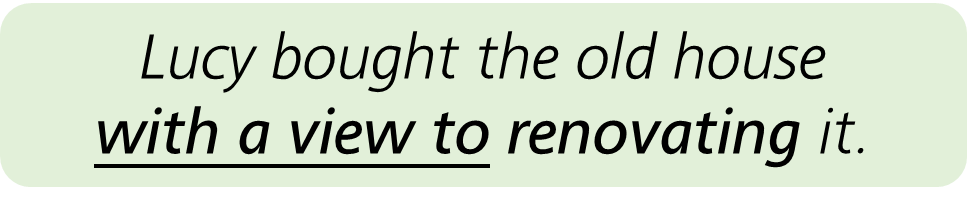 Lucy bought the old house
with a view to renovating it.